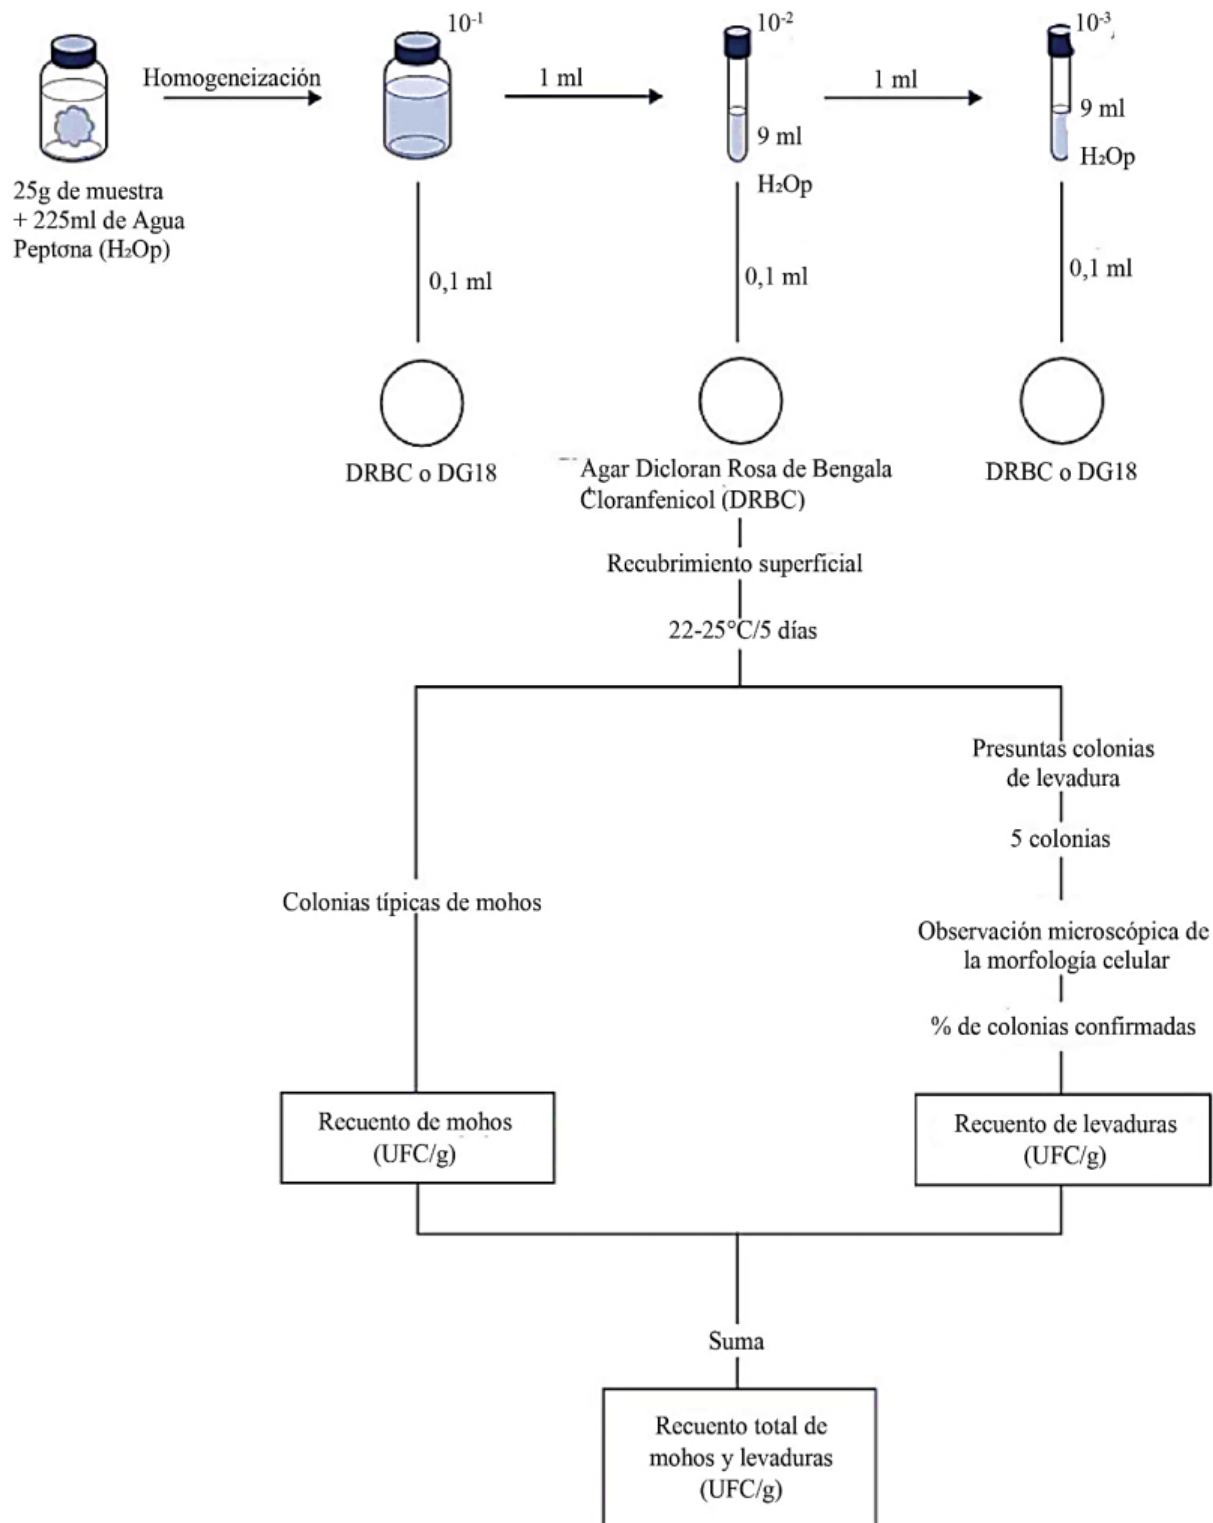 10⁻¹
10⁻²
10⁻³
Homogeneización
1 ml
1 ml
9 ml
H₂Op
9 ml
H₂Op
25g de muestra
+ 225ml de Agua
Peptona (H₂Op)
0,1 ml
0,1 ml
0,1 ml
DRBC o DG18
Agar Dicloran Rosa de Bengala
Cloranfenicol (DRBC)
DRBC o DG18
Recubrimiento superficial
22-25°C/5 días
Presuntas colonias
de levadura
5 colonias
Colonias típicas de mohos
Observación microscópica de
la morfología celular
% de colonias confirmadas
Recuento de mohos
(UFC/g)
Recuento de levaduras
(UFC/g)
Suma
Recuento total de
mohos y levaduras
(UFC/g)